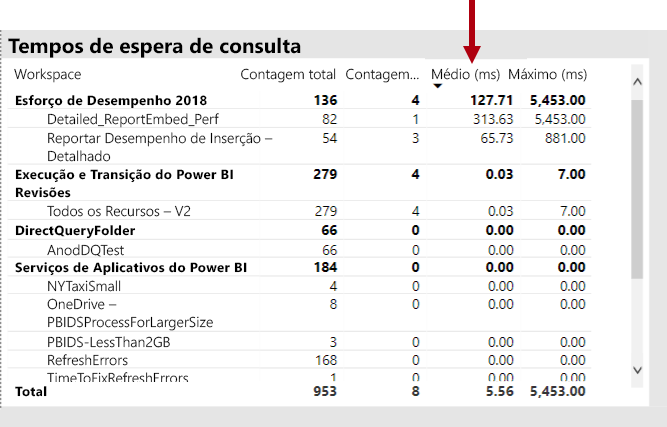 Tempos de espera de consulta
Workspace Contagem total Contagem... Médio (ms) Máximo (ms)
Esforço de Desempenho 2018 136 4 127.71 5,453.00
Detailed_ReportEmbed_Perf 82 1 313.63 5,453.00
Reportar Desempenho de Inserção – 54 3 65.73 881.00
Detalhado
Execução e Transição do Power BI 279 4 0.03 7.00
Revisões
Todos os Recursos – V2 279 4 0.03 7.00
DirectQueryFolder 66 0 0.00 0.00
AnodDQTest 66 0 0.00 0.00
Serviços de Aplicativos do Power BI 184 0 0.00 0.00
NYTaxiSmall 4 0 0.00 0.00
OneDrive – 8 0 0.00 0.00
PBIDSProcessForLargerSize
PBIDS-LessThan2GB 3 0 0.00 0.00
RefreshErrors 168 0 0.00 0.00
TimeToFixRefreshErrors 1 0 0.00 0.00
Total 953 8 5.56 5,453.00